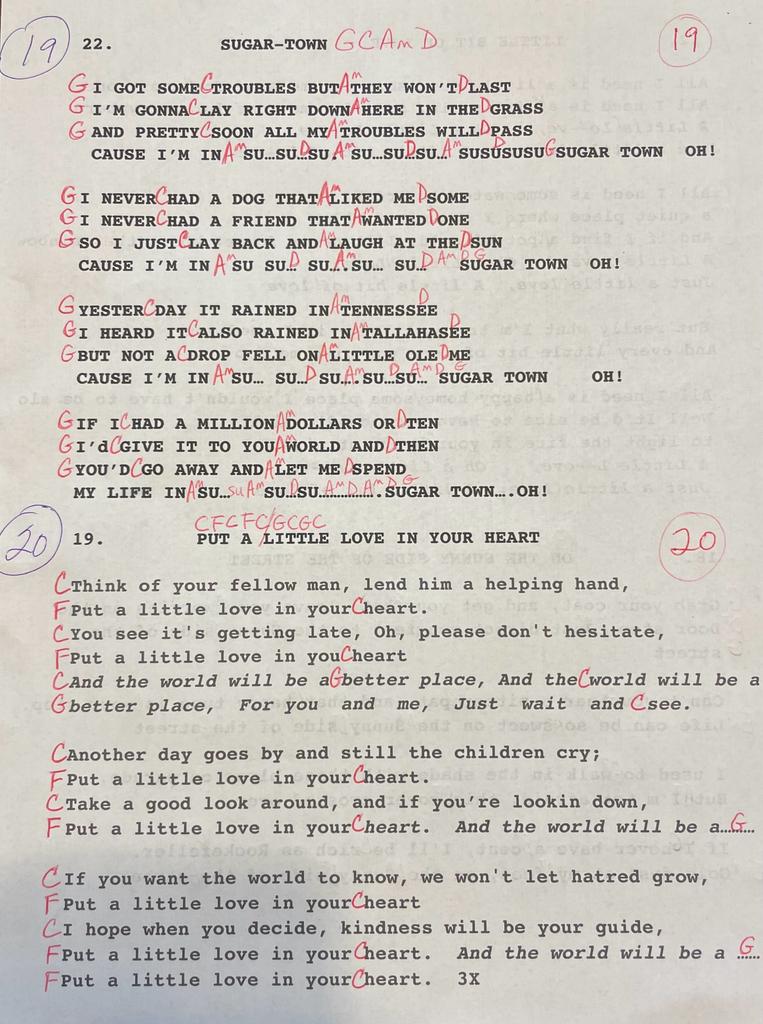 19 22. SUGAR-TOWN G C Am D 19
G I GOT SOME C TROUBLES BUT Am THEY WON'T D LAST
G I'M GONNA C LAY RIGHT DOWN Am HERE IN THE D GRASS
G AND PRETTY C SOON ALL MY Am TROUBLES WILL D PASS
CAUSE I'M IN Am SU...SU... D SU Am SU...SU D SU... Am SUSU D SUSU G SUGAR TOWN OH!
G I NEVER C HAD A DOG THAT Am LIKED ME D SOME
G I NEVER C HAD A FRIEND THAT Am WANTED D ONE
G SO I JUST C LAY BACK AND Am LAUGH AT THE D SUN
CAUSE I'M IN Am SU SU.. D SU. Am SU... SU.. D Am D G SUGAR TOWN OH!
G YESTER C DAY IT RAINED IN Am TENNESSEE D
G I HEARD IT C ALSO RAINED IN Am TALLAHASEE D
G BUT NOT A C DROP FELL ON Am LITTLE OLE D ME
CAUSE I'M IN Am SU... SU.. D SU. Am SU.. D SU... Am D G SUGAR TOWN OH!
G IF I C HAD A MILLION Am DOLLARS OR D TEN
G I'd C GIVE IT TO YOU Am WORLD AND D THEN
G YOU'D C GO AWAY AND Am LET ME D SPEND
MY LIFE IN Am SU... SU Am SU.. D SU... Am D Am D G SUGAR TOWN....OH!
C F C F C/G C G C
20 19. PUT A LITTLE LOVE IN YOUR HEART 20
C Think of your fellow man, lend him a helping hand,
F Put a little love in your C heart.
C You see it's getting late, Oh, please don't hesitate,
F Put a little love in you C heart
C And the world will be a G better place, And the C world will be a
G better place, For you and me, Just wait and C see.
C Another day goes by and still the children cry;
F Put a little love in your C heart.
C Take a good look around, and if you're lookin down,
F Put a little love in your C heart. And the world will be a... G ...
C If you want the world to know, we won't let hatred grow,
F Put a little love in your C heart
C I hope when you decide, kindness will be your guide,
F Put a little love in your C heart. And the world will be a G ......
F Put a little love in your C heart. 3X